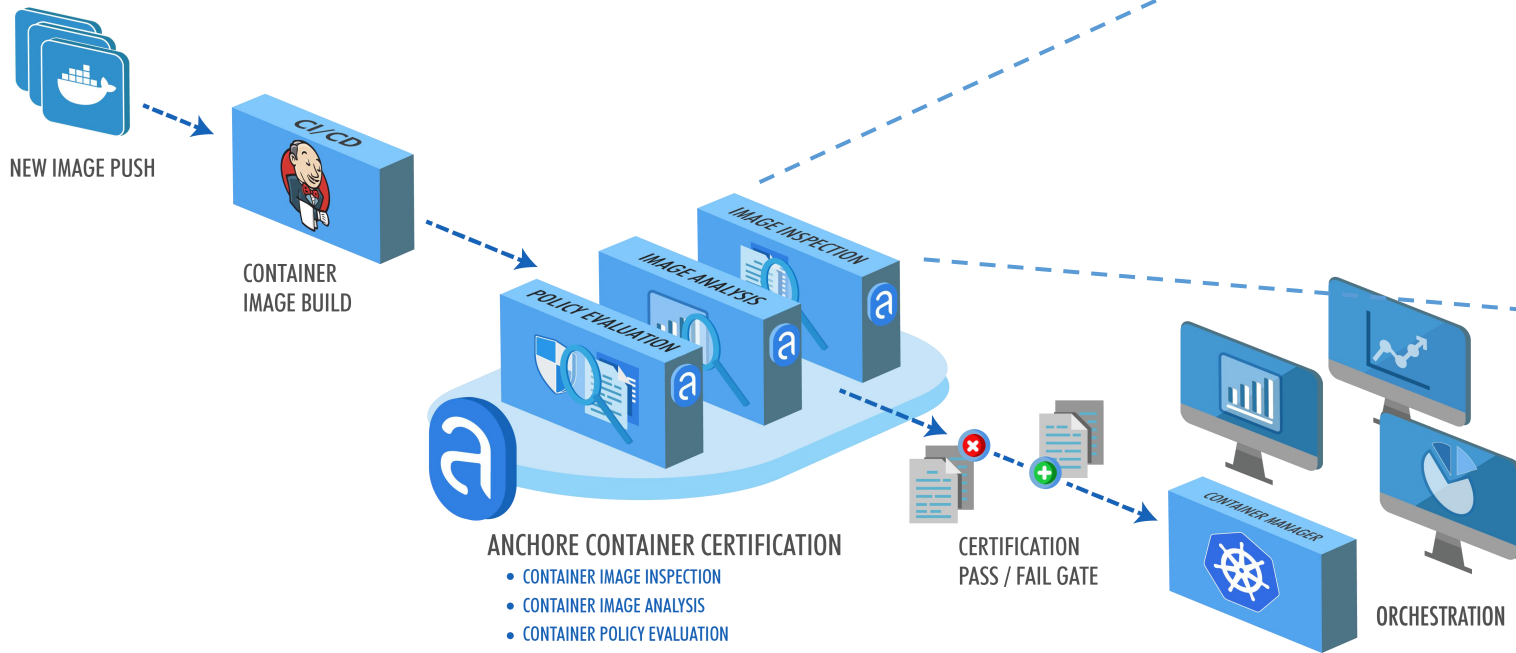 NEW IMAGE PUSH
CI/CD
CONTAINER
IMAGE BUILD
IMAGE INSPECTION
IMAGE ANALYSIS
POLICY EVALUATION
a
a
a
a
ANCHORE CONTAINER CERTIFICATION
• CONTAINER IMAGE INSPECTION
• CONTAINER IMAGE ANALYSIS
• CONTAINER POLICY EVALUATION
CERTIFICATION
PASS / FAIL GATE
CONTAINER MANAGER
ORCHESTRATION